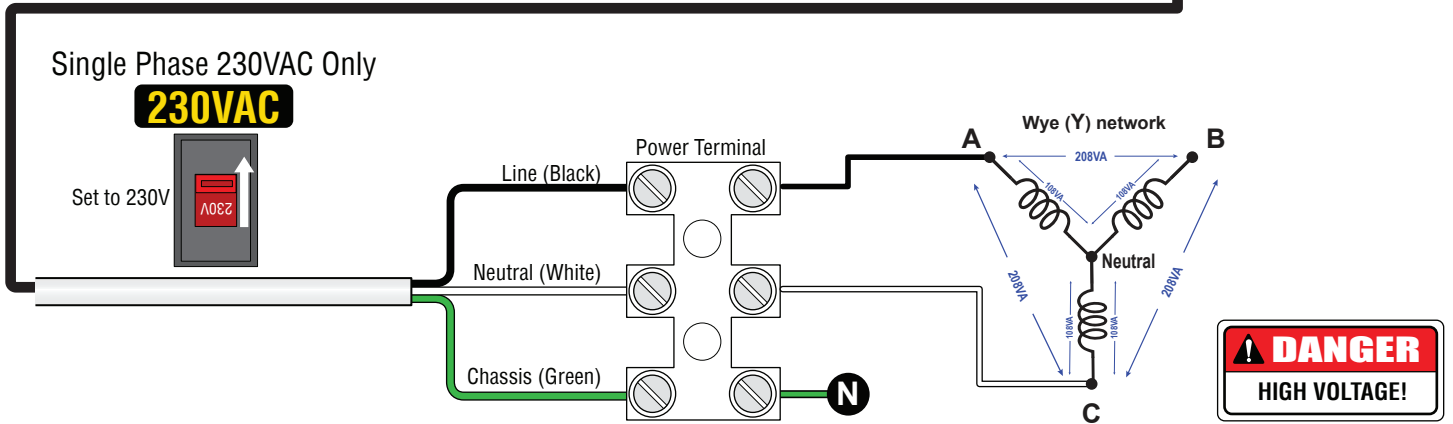 Single Phase 230VAC Only
230VAC
Set to 230V
230V
Line (Black)
Neutral (White)
Chassis (Green)
Power Terminal
N
Wye (Y) network
A
B
208VA
108VA
108VA
Neutral
208VA
208VA
108VA
108VA
C
DANGER
HIGH VOLTAGE!